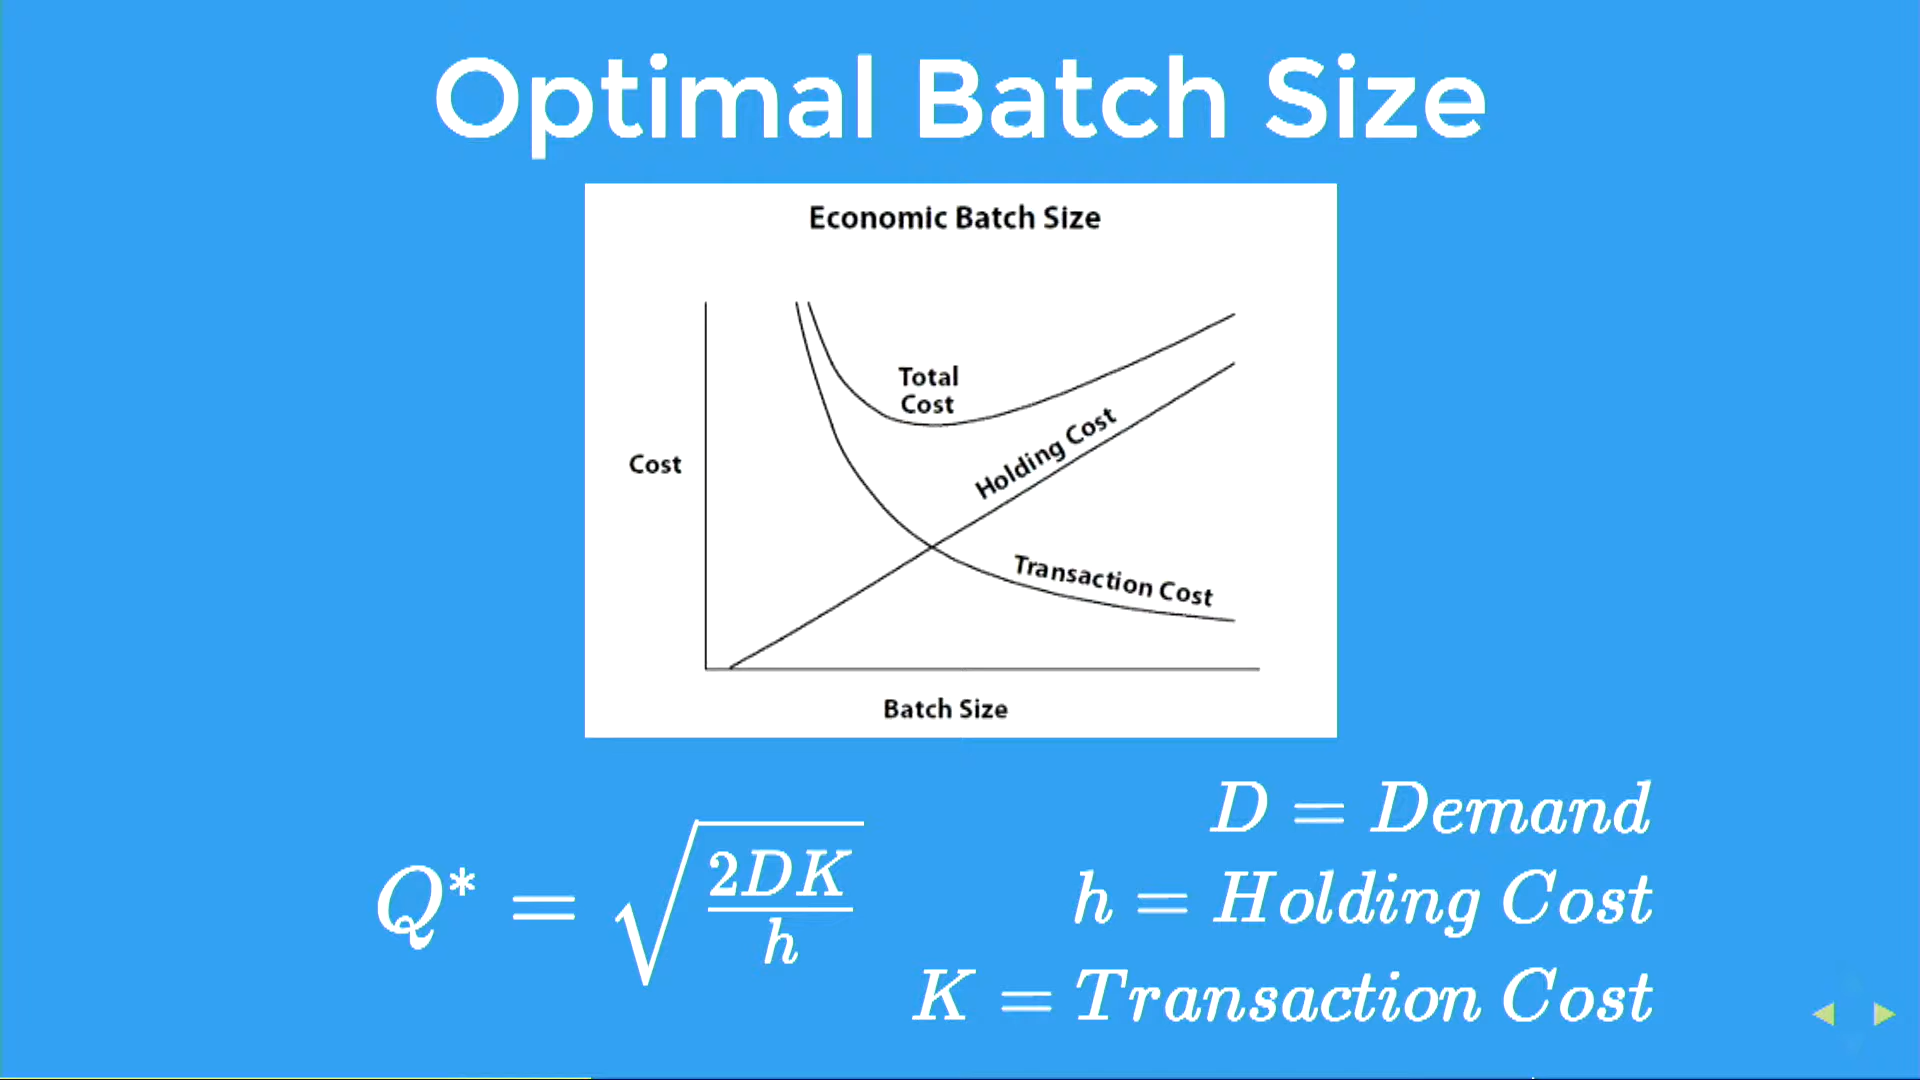 Optimal Batch Size
Economic Batch Size
Total
Cost
Holding Cost
Cost
Transaction Cost
Batch Size
Q* = √(2DK/h)
D = Demand
h = Holding Cost
K = Transaction Cost